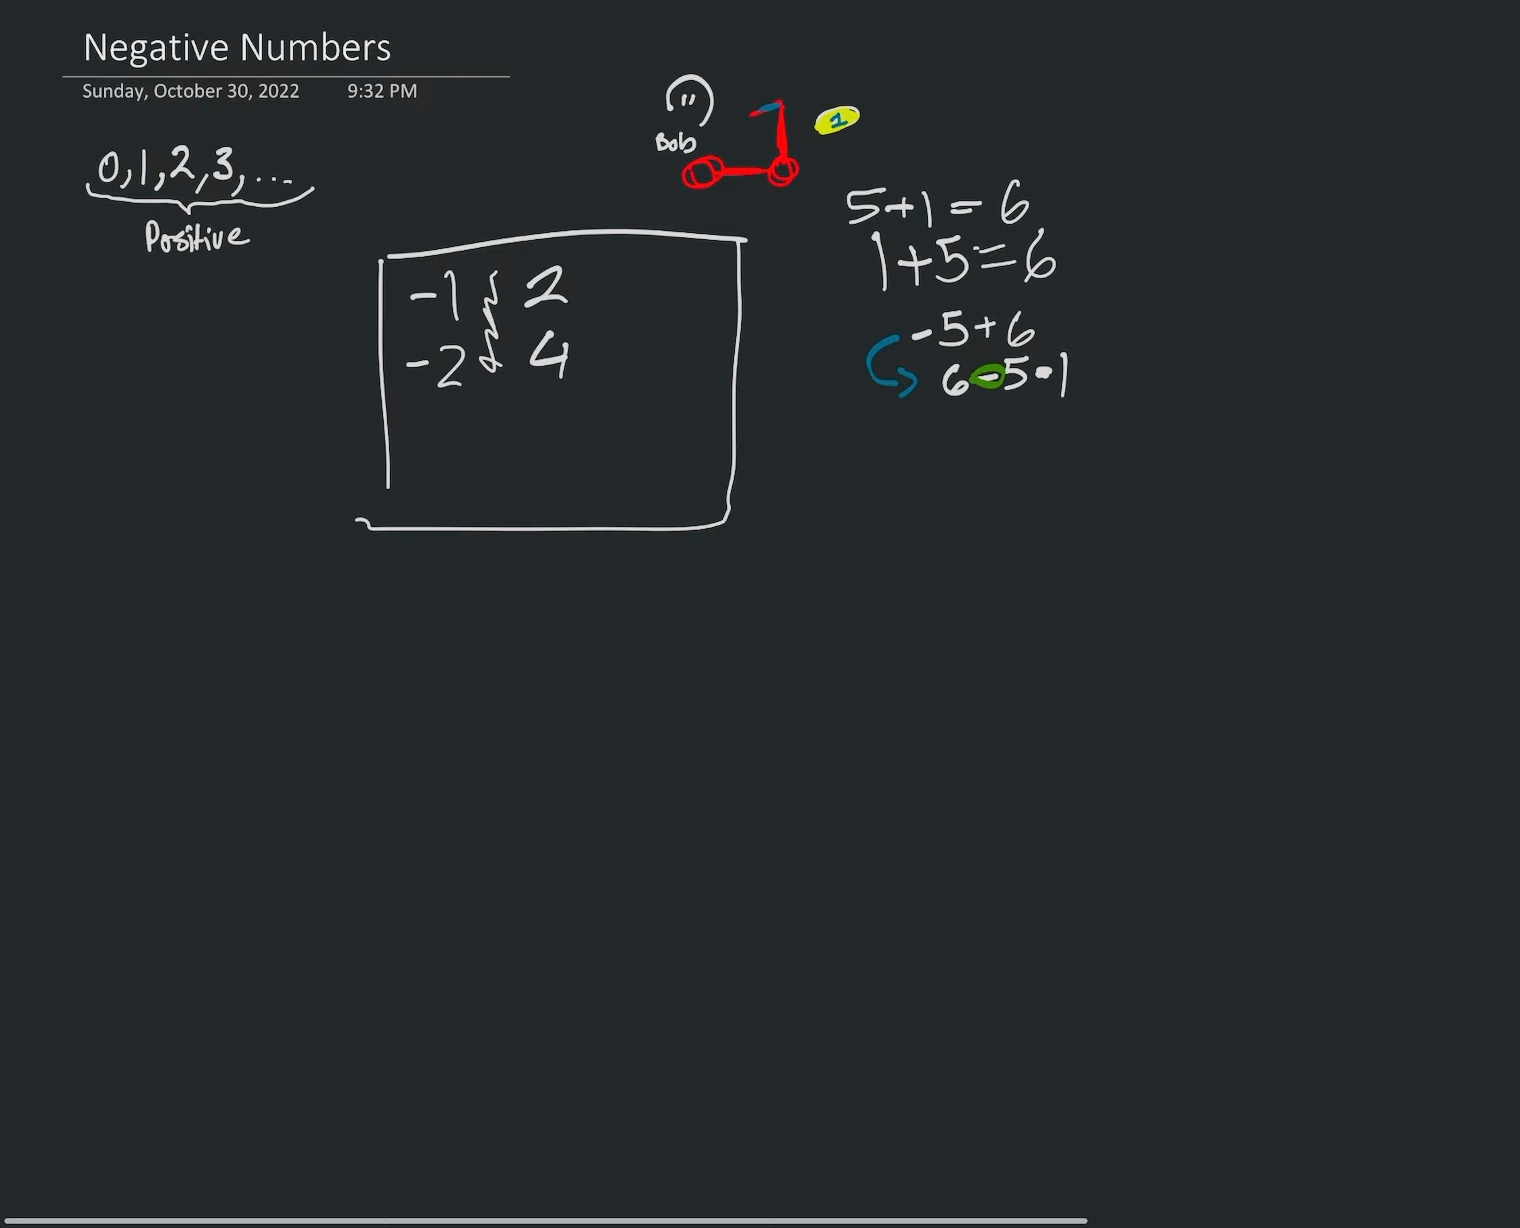 Negative Numbers
Sunday, October 30, 2022 9:32 PM
0,1,2,3,...
Positive
Bob
1
-1 2
-2 4
5+1=6
1+5=6
-5+6
6-5=1